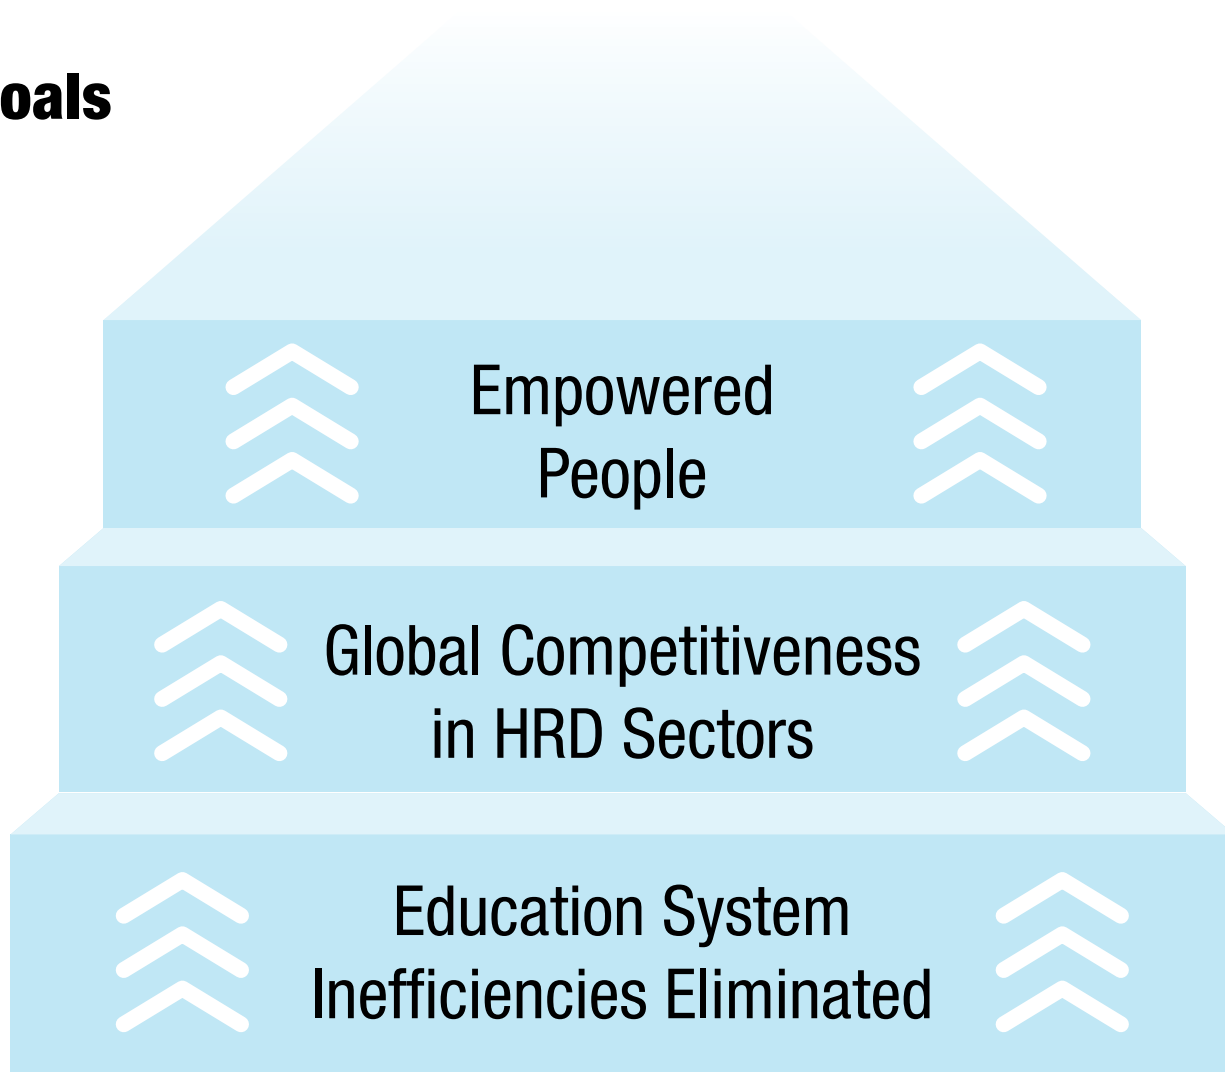 oals
Empowered
People
Global Competitiveness
in HRD Sectors
Education System
Inefficiencies Eliminated